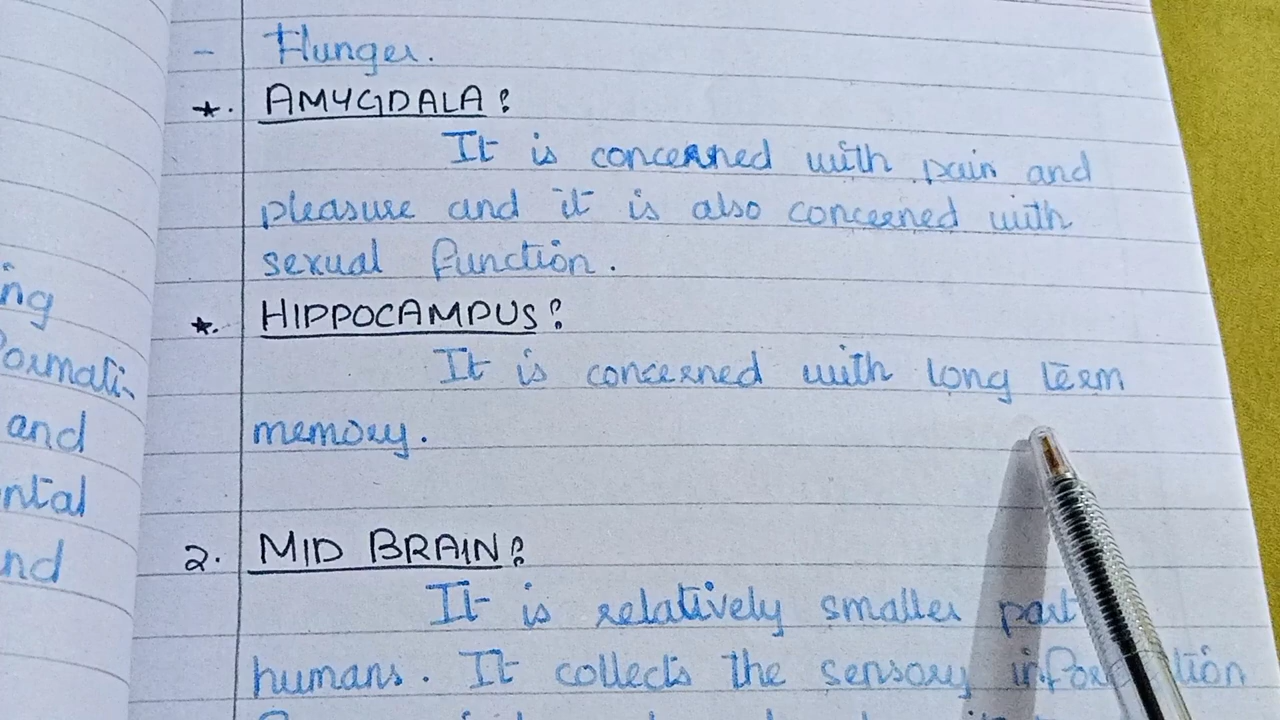 - Hunger.
★. AMYGDALA:
It is concerned with pain and
pleasure and it is also concerned with
sexual function.
★. HIPPOCAMPUS:
It is concerned with long term
memory.
2. MID BRAIN:
It is relatively smaller part
humans. It collects the sensory
ng
and
ntal
nd